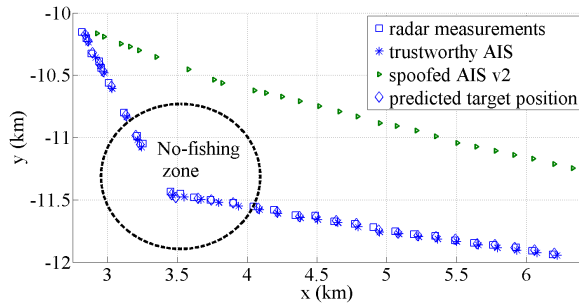 -10
-10.5
-11
-11.5
-12
y (km)
radar measurements
trustworthy AIS
spoofed AIS v2
predicted target position
No-fishing
zone
3
3.5
4
4.5
5
5.5
6
x (km)